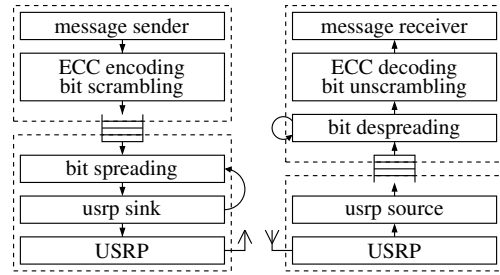 message sender
ECC encoding
bit scrambling
bit spreading
usrp sink
USRP
message receiver
ECC decoding
bit unscrambling
bit despreading
usrp source
USRP